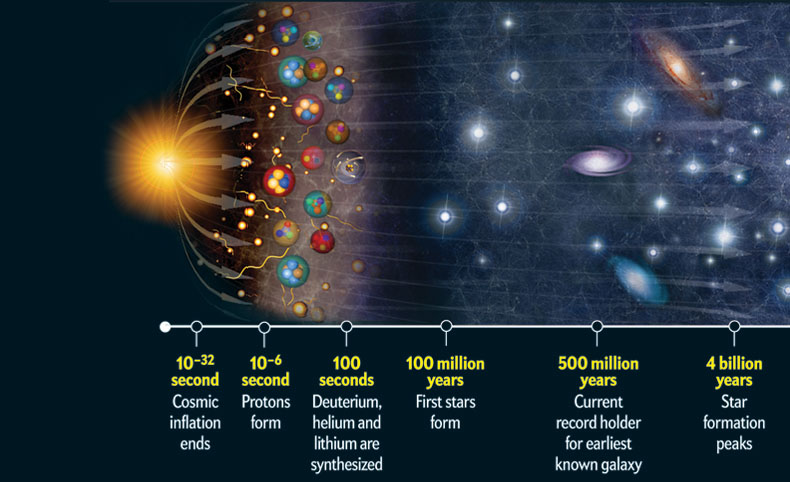 10⁻³²
second
Cosmic
inflation
ends
10⁻⁶
second
Protons
form
100
seconds
Deuterium,
helium and
lithium are
synthesized
100 million
years
First stars
form
500 million
years
Current
record holder
for earliest
known galaxy
4 billion
years
Star
formation
peaks